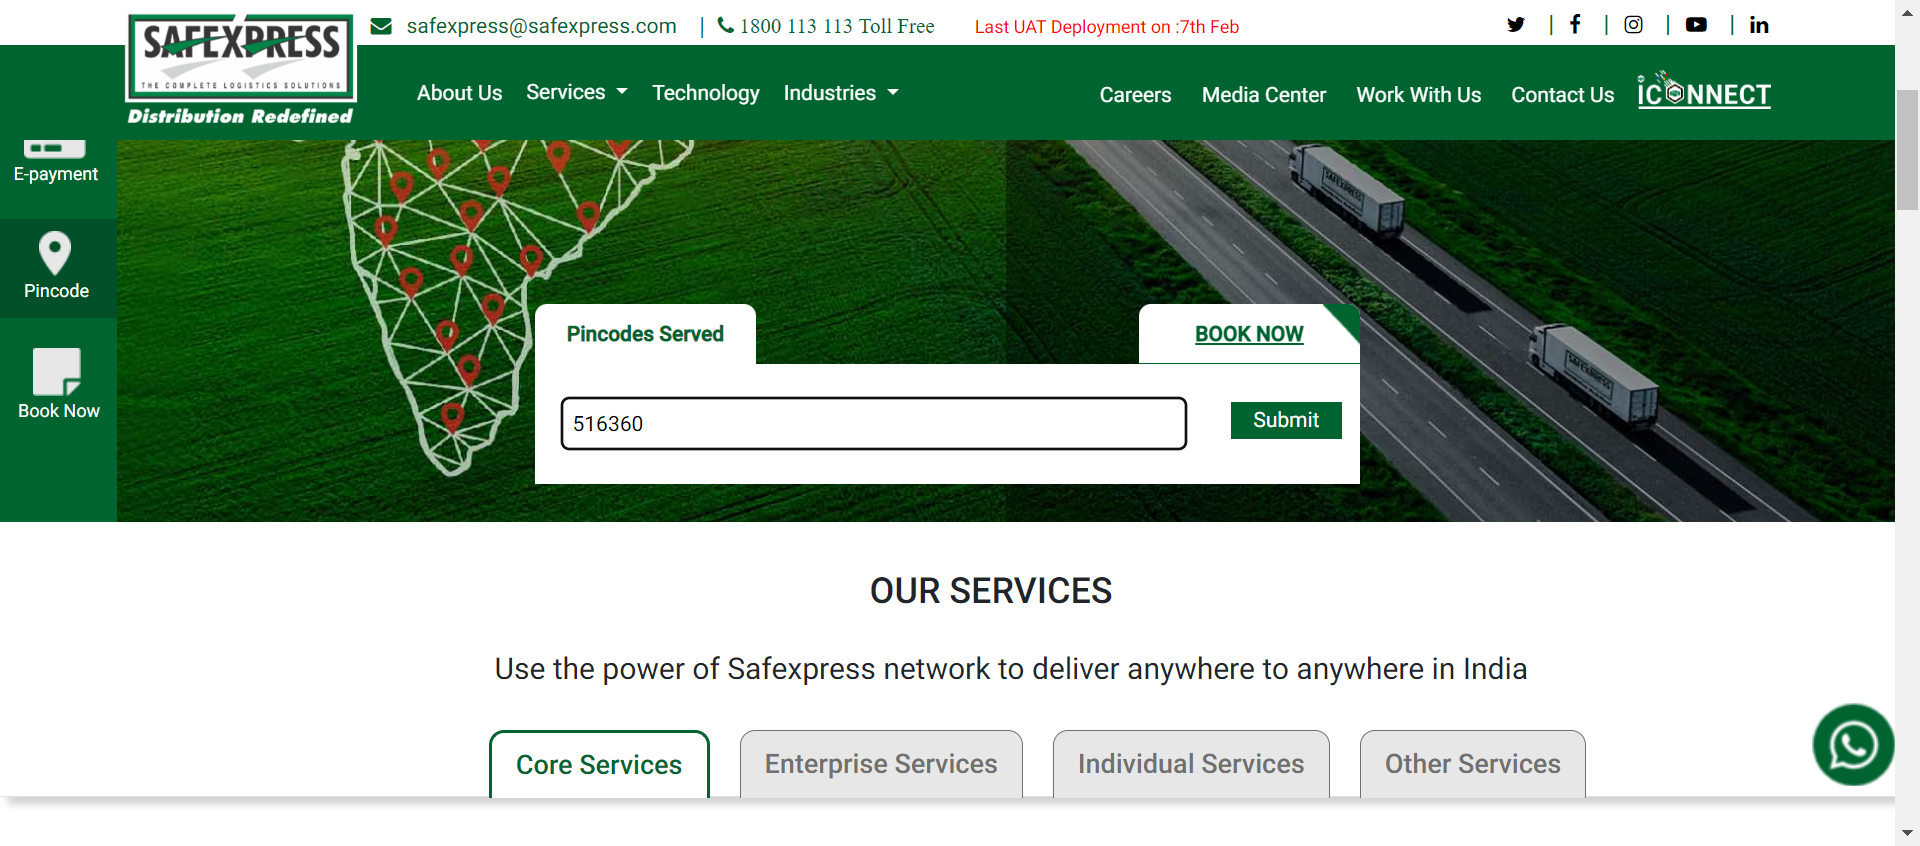 safexpress@safexpress.com | 1800 113 113 Toll Free Last UAT Deployment on :7th Feb
SAFEXPRESS
THE COMPLETE LOGISTICS SOLUTIONS
Distribution Redefined
About Us Services Technology Industries Careers Media Center Work With Us Contact Us iCONNECT
E-payment
Pincode
Book Now
SAFEXPRESS
SAFEXPRESS
Pincodes Served BOOK NOW
516360 Submit
OUR SERVICES
Use the power of Safexpress network to deliver anywhere to anywhere in India
Core Services Enterprise Services Individual Services Other Services